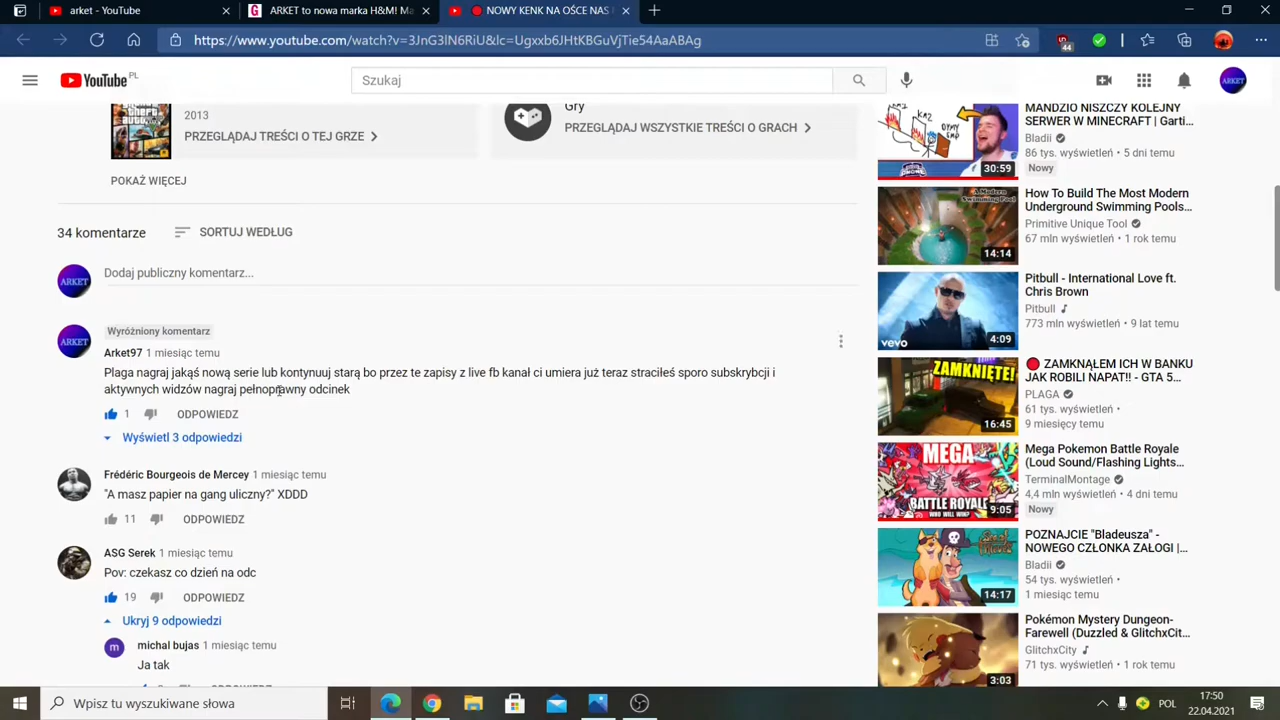 arket - YouTube
ARKET to nowa marka H&M! Ma
NOWY KENK NA OŚCE NAS
https://www.youtube.com/watch?v=3JnG3lN6RiU&lc=Ugxxb6JHtKBGuVjTie54AaABAg
44
YouTube PL
Szukaj
ARKET
2013
PRZEGLĄDAJ TREŚCI O TEJ GRZE
Gry
PRZEGLĄDAJ WSZYSTKIE TREŚCI O GRACH
POKAŻ WIĘCEJ
34 komentarze
SORTUJ WEDŁUG
ARKET
Dodaj publiczny komentarz...
ARKET
Wyróżniony komentarz
Arket97 1 miesiąc temu
Plaga nagraj jakąś nową serie lub kontynuuj starą bo przez te zapisy z live fb kanał ci umiera już teraz straciłeś sporo subskrybcji i
aktywnych widzów nagraj pełnoprawny odcinek
1
ODPOWIEDZ
Wyświetl 3 odpowiedzi
Frédéric Bourgeois de Mercey 1 miesiąc temu
"A masz papier na gang uliczny?" XDDD
11
ODPOWIEDZ
ASG Serek 1 miesiąc temu
Pov: czekasz co dzień na odc
19
ODPOWIEDZ
Ukryj 9 odpowiedzi
m
michal bujas 1 miesiąc temu
Ja tak
ODPOWIEDZ
30:59
MANDZIO NISZCZY KOLEJNY
SERWER W MINECRAFT | Garti...
Bladii
86 tys. wyświetleń • 5 dni temu
Nowy
A Modern
Swimming Pool
14:14
How To Build The Most Modern
Underground Swimming Pools...
Primitive Unique Tool
67 mln wyświetleń • 1 rok temu
vevo
4:09
Pitbull - International Love ft.
Chris Brown
Pitbull
773 mln wyświetleń • 9 lat temu
ZAMKNIĘTE!
16:45
ZAMKNĄŁEM ICH W BANKU
JAK ROBILI NAPAT!! - GTA 5...
PLAGA
61 tys. wyświetleń •
9 miesięcy temu
MEGA
BATTLE ROYALE
WHO WILL WIN?
9:05
Mega Pokemon Battle Royale
(Loud Sound/Flashing Lights...
TerminalMontage
4,4 mln wyświetleń • 4 dni temu
Nowy
14:17
POZNAJCIE "Bladeusza" -
NOWEGO CZŁONKA ZAŁOGI |...
Bladii
54 tys. wyświetleń •
1 miesiąc temu
3:03
Pokémon Mystery Dungeon-
Farewell (Duzzled & GlitchxCit...
GlitchxCity
71 tys. wyświetleń • 1 rok temu
Wpisz tu wyszukiwane słowa
POL
17:50
22.04.2021